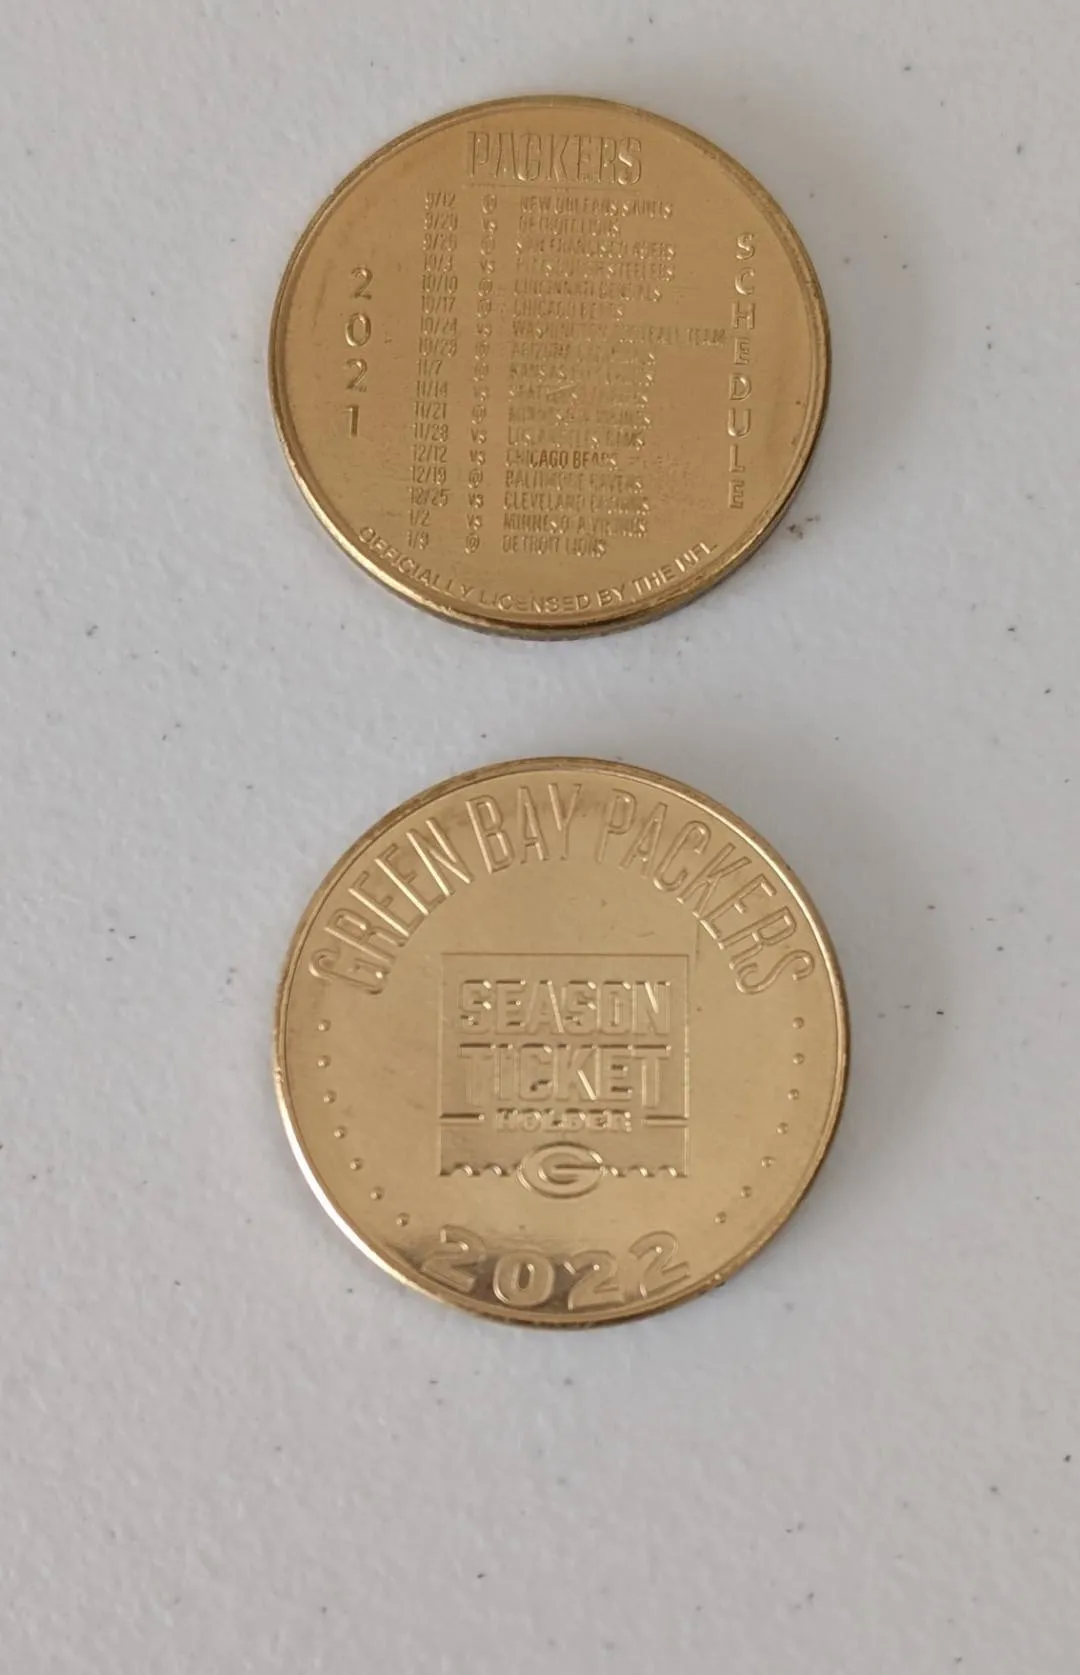 PACKERS
2021
SCHEDULE
9/12 @ NEW ORLEANS SAINTS
9/20 vs DETROIT LIONS
9/26 @ SAN FRANCISCO 49ERS
10/3 vs PITTSBURGH STEELERS
10/10 @ CINCINNATI BENGALS
10/17 @ CHICAGO BEARS
10/24 vs WASHINGTON FOOTBALL TEAM
10/28 @ ARIZONA CARDINALS
11/7 @ KANSAS CITY CHIEFS
11/14 vs SEATTLE SEAHAWKS
11/21 @ MINNESOTA VIKINGS
11/28 vs LOS ANGELES RAMS
12/12 vs CHICAGO BEARS
12/19 @ BALTIMORE RAVENS
12/25 vs CLEVELAND BROWNS
1/2 vs MINNESOTA VIKINGS
1/9 @ DETROIT LIONS
OFFICIALLY LICENSED BY THE NFL
GREEN BAY PACKERS
SEASON
TICKET
HOLDER
G
2022